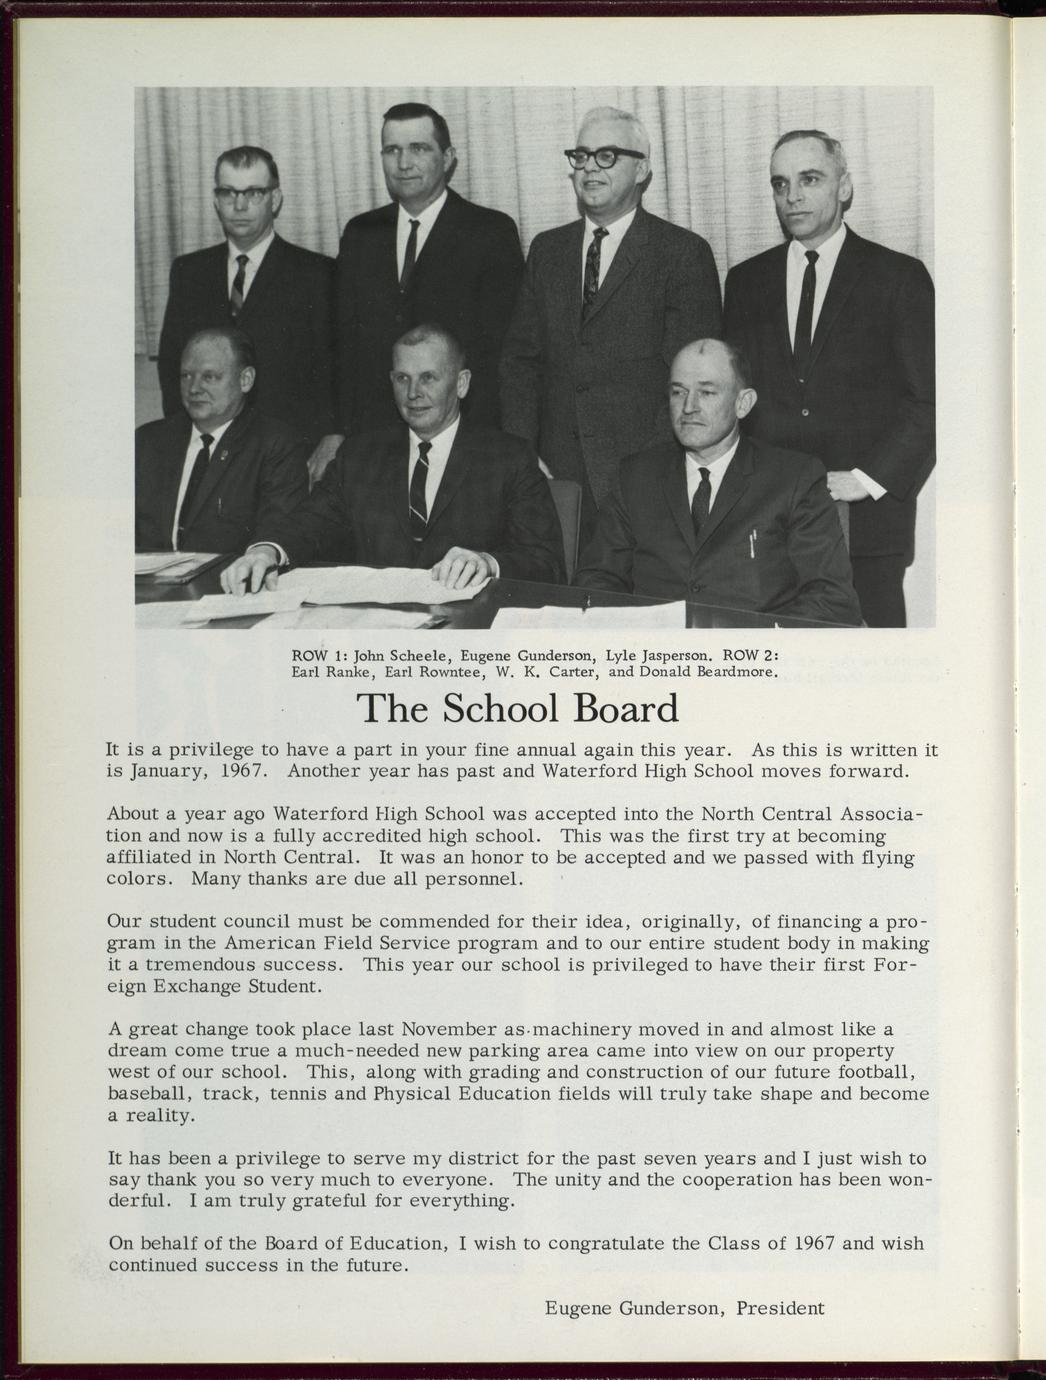 ROW 1: John Scheele, Eugene Gunderson, Lyle Jasperson. ROW 2:
Earl Ranke, Earl Rowntee, W. K. Carter, and Donald Beardmore.
The School Board
It is a privilege to have a part in your fine annual again this year. As this is written it
is January, 1967. Another year has past and Waterford High School moves forward.
About a year ago Waterford High School was accepted into the North Central Associa-
tion and now is a fully accredited high school. This was the first try at becoming
affiliated in North Central. It was an honor to be accepted and we passed with flying
colors. Many thanks are due all personnel.
Our student council must be commended for their idea, originally, of financing a pro-
gram in the American Field Service program and to our entire student body in making
it a tremendous success. This year our school is privileged to have their first For-
eign Exchange Student.
A great change took place last November as machinery moved in and almost like a
dream come true a much-needed new parking area came into view on our property
west of our school. This, along with grading and construction of our future football,
baseball, track, tennis and Physical Education fields will truly take shape and become
a reality.
It has been a privilege to serve my district for the past seven years and I just wish to
say thank you so very much to everyone. The unity and the cooperation has been won-
derful. I am truly grateful for everything.
On behalf of the Board of Education, I wish to congratulate the Class of 1967 and wish
continued success in the future.
Eugene Gunderson, President